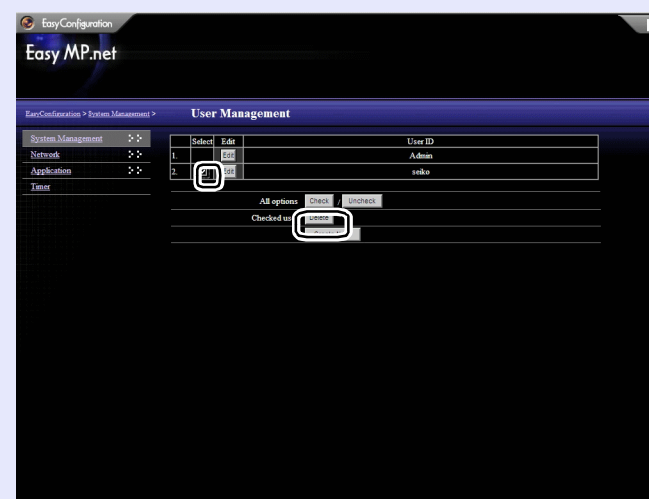 EasyConfiguration
Easy MP.net
EasyConfiguration > System Management > User Management
System Management
Network
Application
Timer
Select Edit User ID
1. Edit Admin
2. Edit seiko
All options Check / Uncheck
Checked us Delete